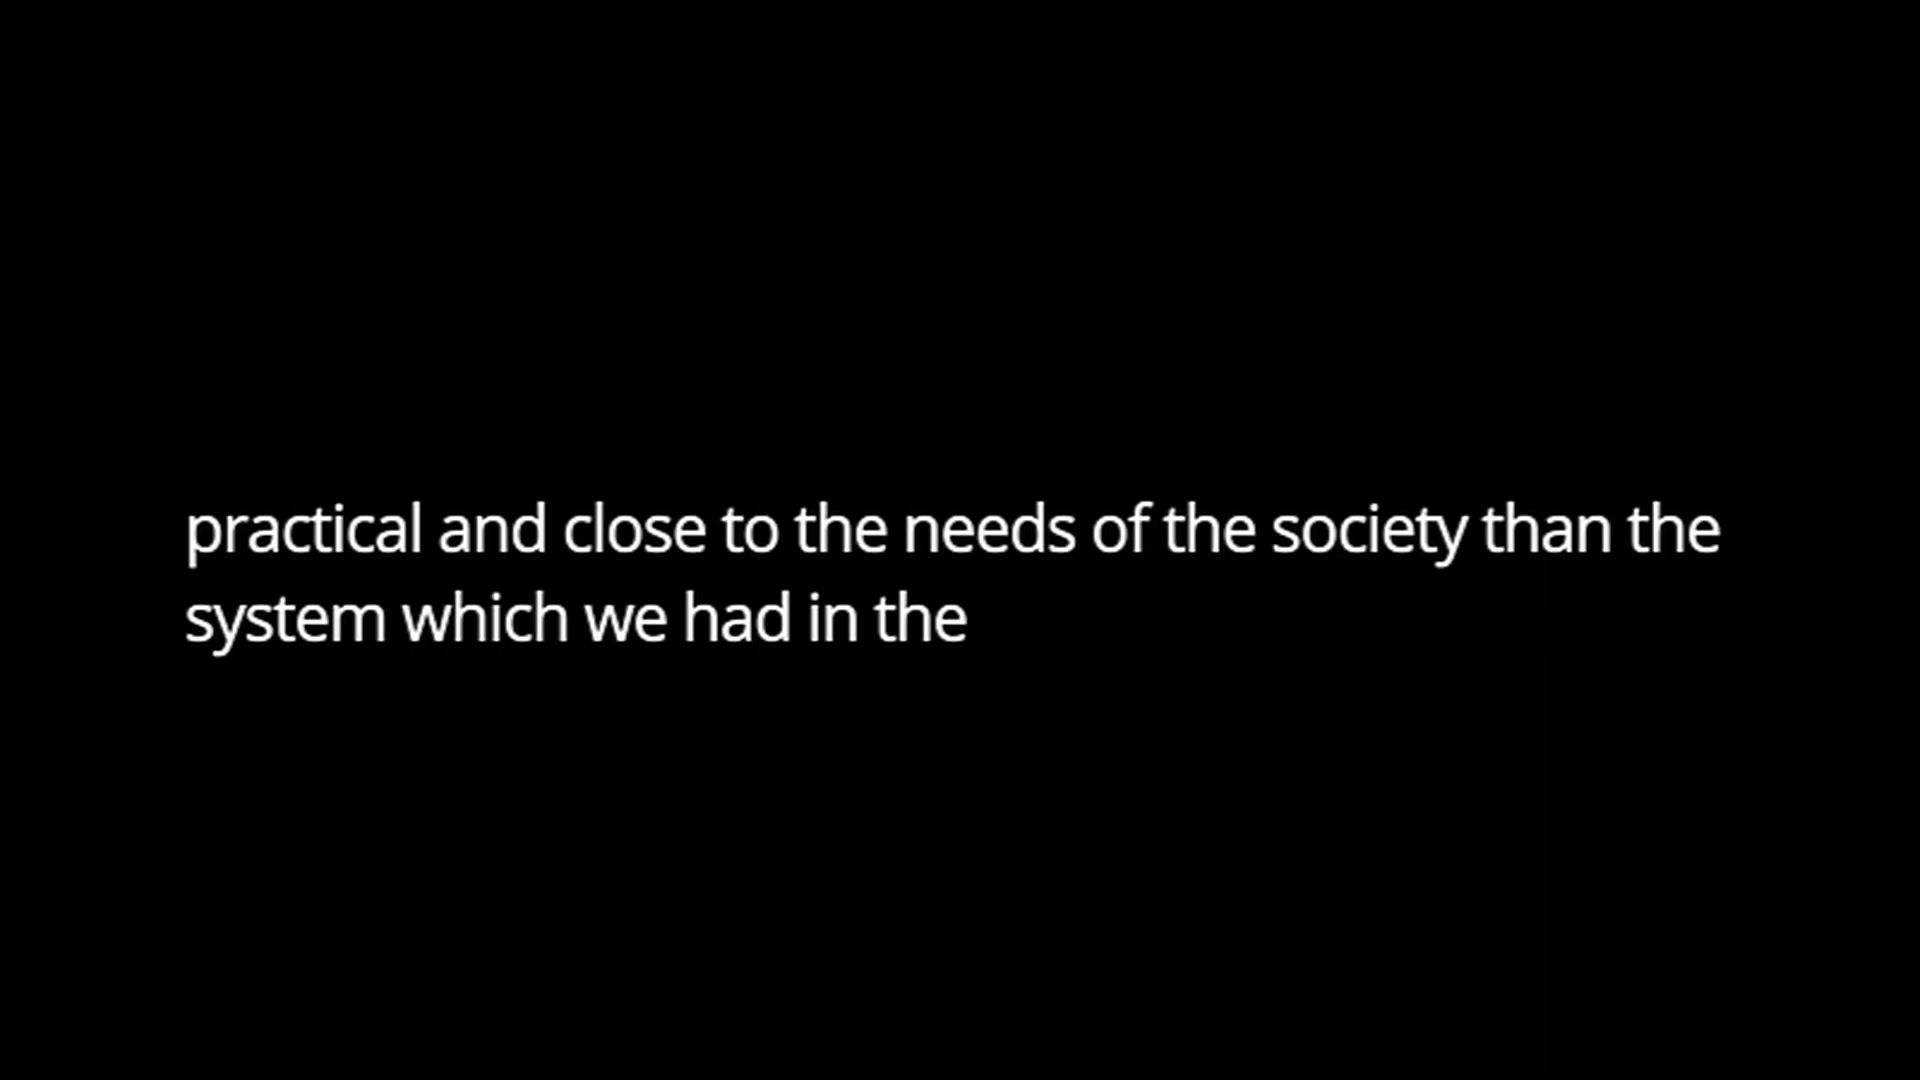 practical and close to the needs of the society than the
system which we had in the